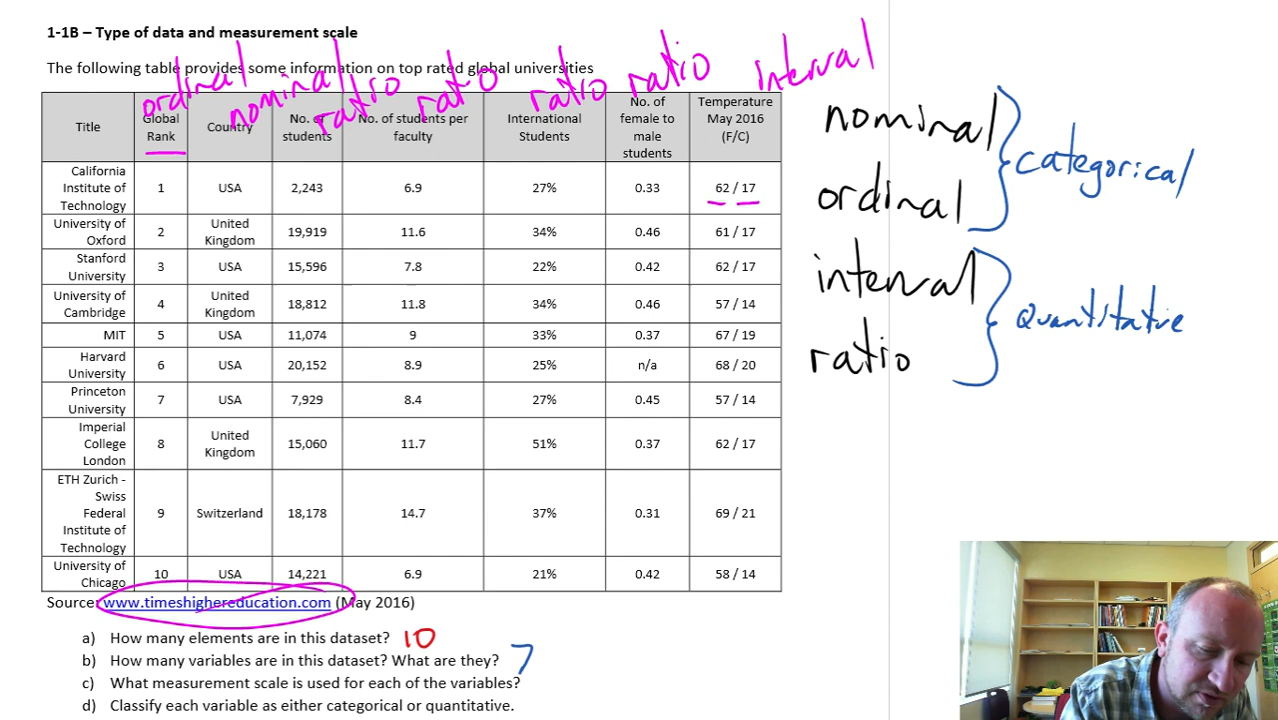 1-1B – Type of data and measurement scale
The following table provides some information on top rated global universities
ordinal nominal ratio ratio ratio ratio interval
Title Global Rank Country No. of students No. of students per faculty International Students No. of female to male students Temperature May 2016 (F/C)
California Institute of Technology 1 USA 2,243 6.9 27% 0.33 62 / 17
University of Oxford 2 United Kingdom 19,919 11.6 34% 0.46 61 / 17
Stanford University 3 USA 15,596 7.8 22% 0.42 62 / 17
University of Cambridge 4 United Kingdom 18,812 11.8 34% 0.46 57 / 14
MIT 5 USA 11,074 9 33% 0.37 67 / 19
Harvard University 6 USA 20,152 8.9 25% n/a 68 / 20
Princeton University 7 USA 7,929 8.4 27% 0.45 57 / 14
Imperial College London 8 United Kingdom 15,060 11.7 51% 0.37 62 / 17
ETH Zurich - Swiss Federal Institute of Technology 9 Switzerland 18,178 14.7 37% 0.31 69 / 21
University of Chicago 10 USA 14,221 6.9 21% 0.42 58 / 14
Source: www.timeshighereducation.com (May 2016)
a) How many elements are in this dataset? 10
b) How many variables are in this dataset? What are they? 7
c) What measurement scale is used for each of the variables?
d) Classify each variable as either categorical or quantitative.
nominal
ordinal
categorical
interval
ratio
Quantitative